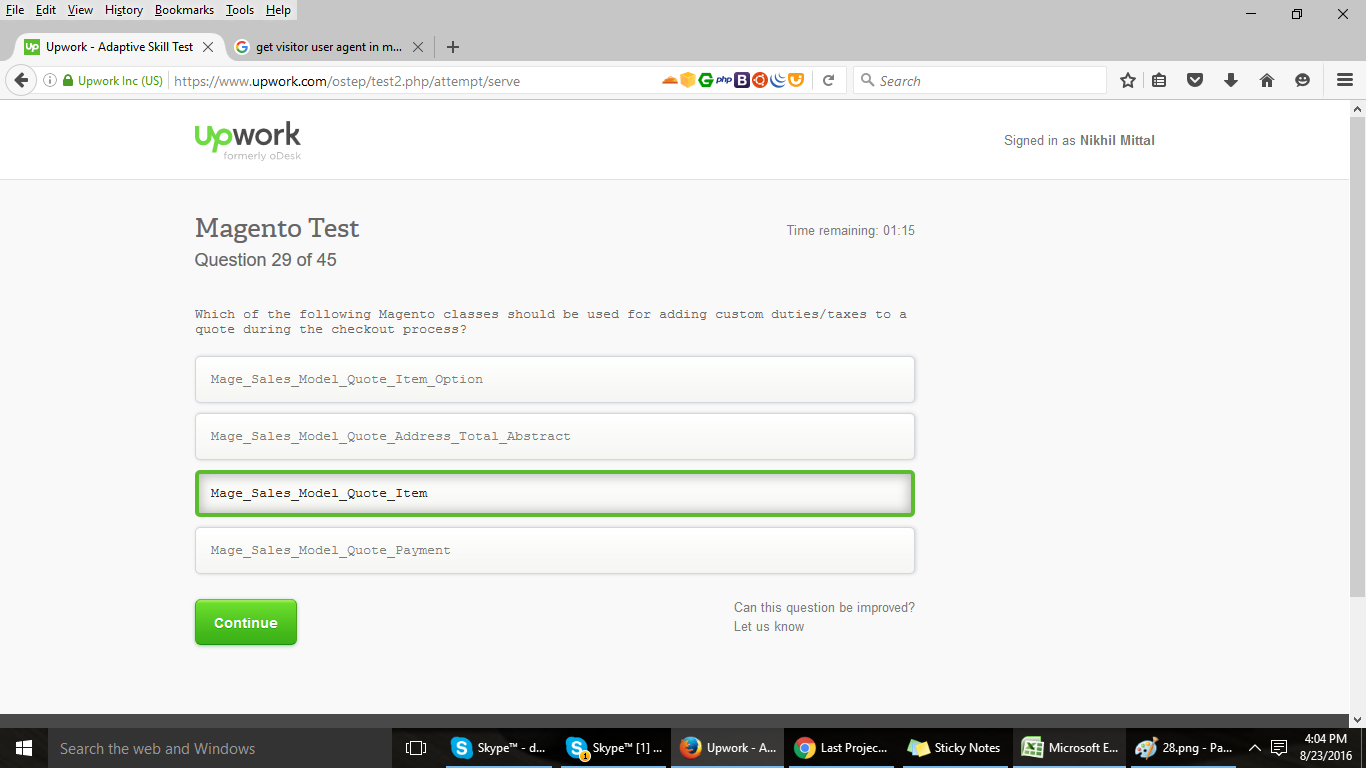 File Edit View History Bookmarks Tools Help
Up Upwork - Adaptive Skill Test
get visitor user agent in m...
Upwork Inc (US) https://www.upwork.com/ostep/test2.php/attempt/serve
php B
Search
upwork
formerly oDesk
Signed in as Nikhil Mittal
Magento Test
Time remaining: 01:15
Question 29 of 45
Which of the following Magento classes should be used for adding custom duties/taxes to a
quote during the checkout process?
Mage_Sales_Model_Quote_Item_Option
Mage_Sales_Model_Quote_Address_Total_Abstract
Mage_Sales_Model_Quote_Item
Mage_Sales_Model_Quote_Payment
Continue
Can this question be improved?
Let us know
Search the web and Windows
Skype™ - d...
Skype™ [1] ...
Upwork - A...
Last Projec...
Sticky Notes
Microsoft E...
28.png - Pa...
4:04 PM
8/23/2016